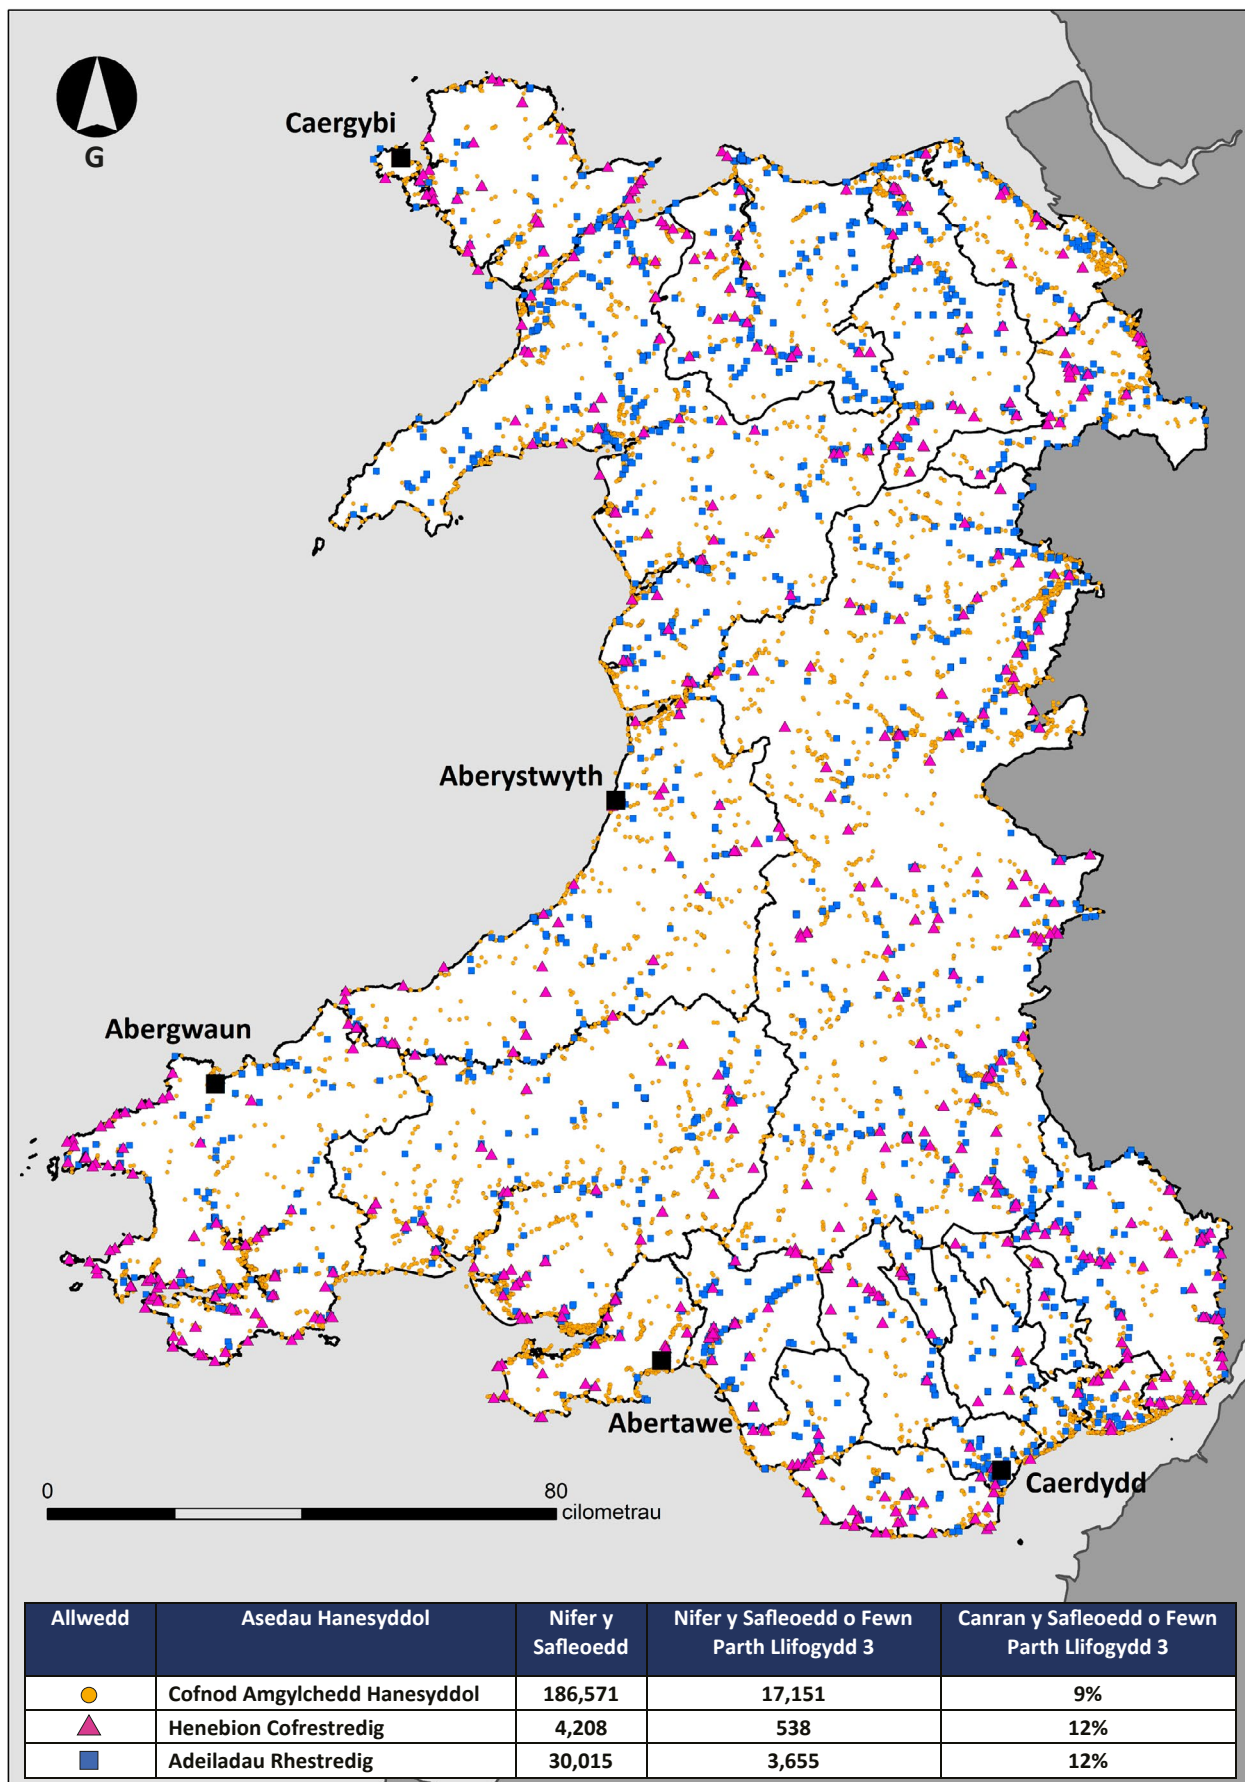 Caergybi
G
Aberystwyth
Abergwaun
Abertawe
Caerdydd
0 80
cilometrau
Allwedd Asedau Hanesyddol Nifer y Safleoedd Nifer y Safleoedd o Fewn Parth Llifogydd 3 Canran y Safleoedd o Fewn Parth Llifogydd 3
Cofnod Amgylchedd Hanesyddol 186,571 17,151 9%
Henebion Cofrestredig 4,208 538 12%
Adeiladau Rhestredig 30,015 3,655 12%